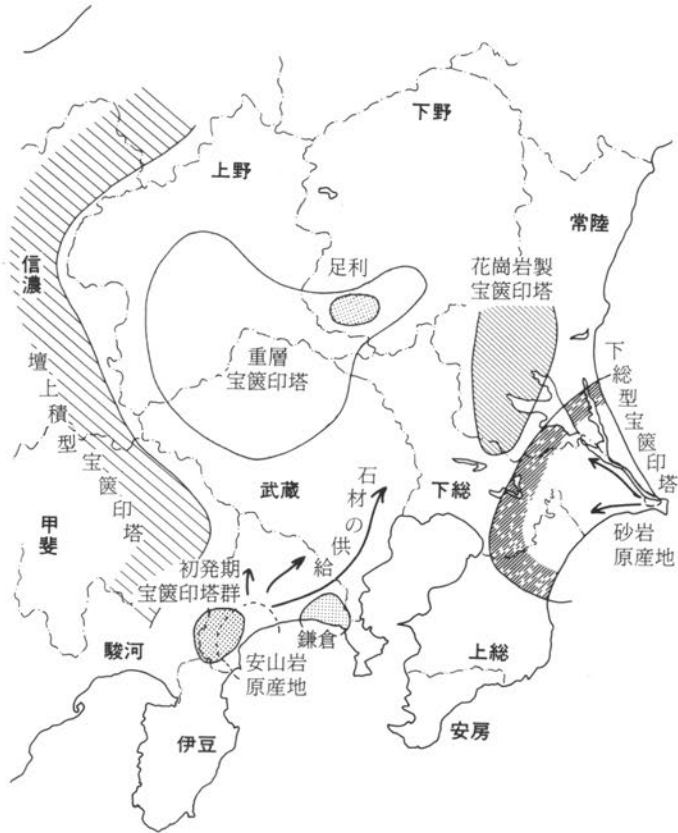 下野
上野
常陸
信濃
足利
花崗岩製
宝篋印塔
下総型宝篋印塔
重層
宝篋印塔
壇上積型宝篋印塔
武蔵
石材の供給
下総
甲斐
砂岩
原産地
初発期
宝篋印塔群
駿河
鎌倉
安山岩
原産地
上総
伊豆
安房